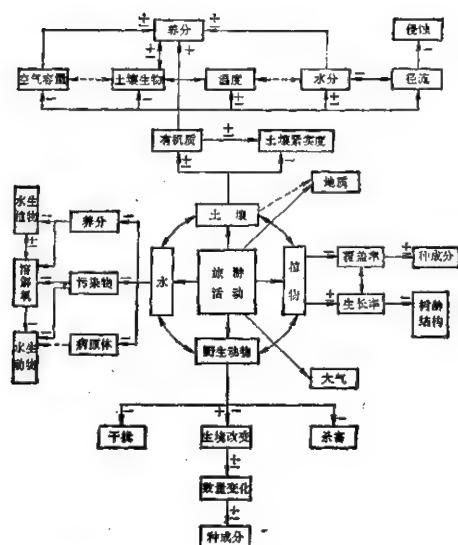 养分
侵蚀
空气容量 土壤生物 温度 水分 径流
有机质 土壤紧实度
地质
土壤
水生植物
养分
溶解氧
污染物
水
旅游活动
植物
覆盖率 种成分
生长率 树龄结构
水生动物
病原体
野生动物
大气
干扰 生境改变 杀害
数量变化
种成分